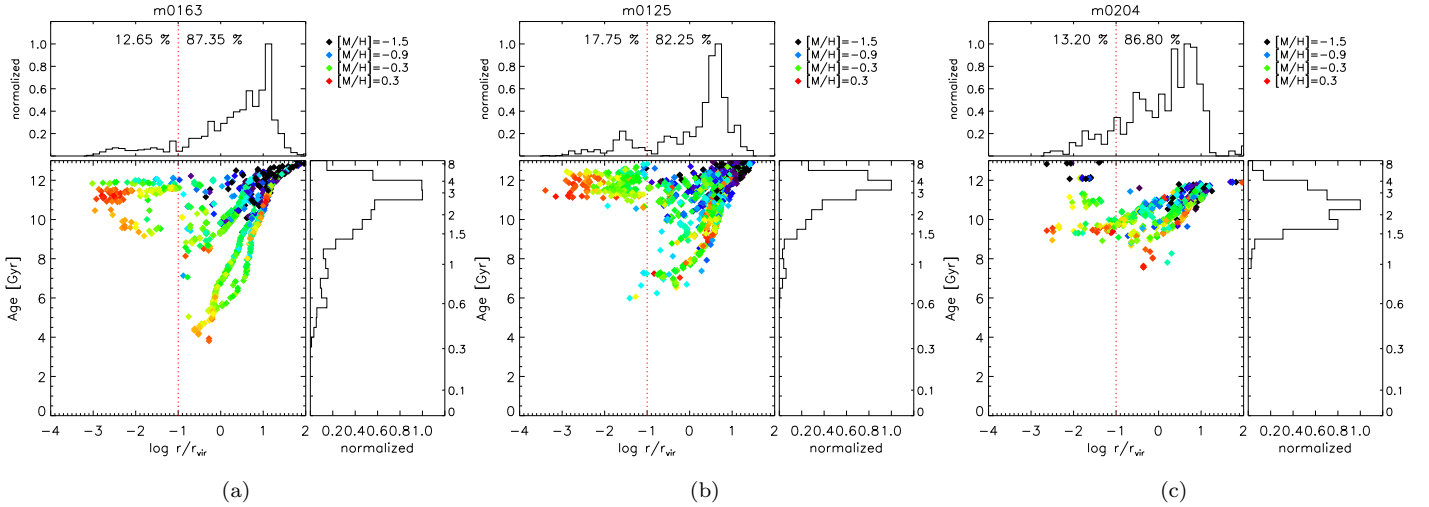 m0163
12.65 % 87.35 %
normalized
1.0
0.8
0.6
0.4
0.2
[M/H]=−1.5
[M/H]=−0.9
[M/H]=−0.3
[M/H]=0.3
Age [Gyr]
12
10
8
6
4
2
0
8
4
3
2
1.5
1
0.6
0.3
0.1
0
−4 −3 −2 −1 0 1 2
0.20.40.60.81.0
log r/rvir
normalized
(a)
m0125
17.75 % 82.25 %
normalized
1.0
0.8
0.6
0.4
0.2
[M/H]=−1.5
[M/H]=−0.9
[M/H]=−0.3
[M/H]=0.3
Age [Gyr]
12
10
8
6
4
2
0
8
4
3
2
1.5
1
0.6
0.3
0.1
0
−4 −3 −2 −1 0 1 2
0.20.40.60.81.0
log r/rvir
normalized
(b)
m0204
13.20 % 86.80 %
normalized
1.0
0.8
0.6
0.4
0.2
[M/H]=−1.5
[M/H]=−0.9
[M/H]=−0.3
[M/H]=0.3
Age [Gyr]
12
10
8
6
4
2
0
8
4
3
2
1.5
1
0.6
0.3
0.1
0
−4 −3 −2 −1 0 1 2
0.20.40.60.81.0
log r/rvir
normalized
(c)